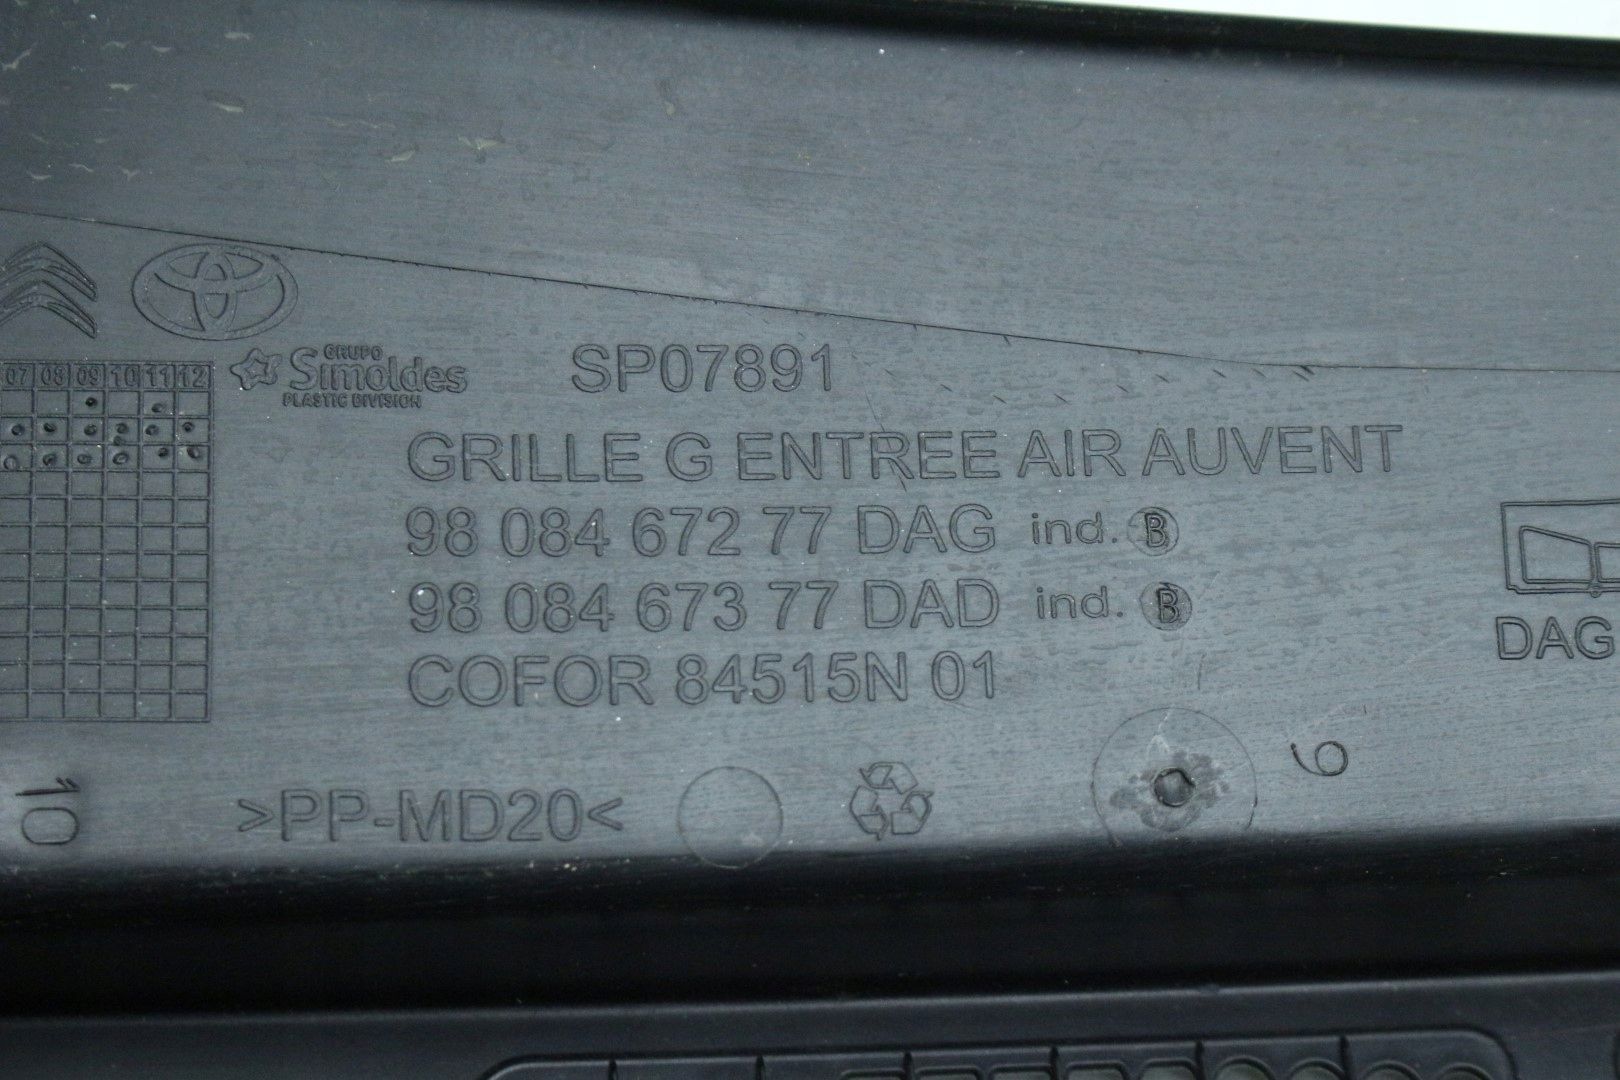 07 08 09 10 11 12
GRUPO
Simoldes
PLASTIC DIVISION
SP07891
GRILLE G ENTREE AIR AUVENT
98 084 672 77 DAG ind. B
98 084 673 77 DAD ind. B
COFOR 84515N 01
DAG
10
>PP-MD20<
6